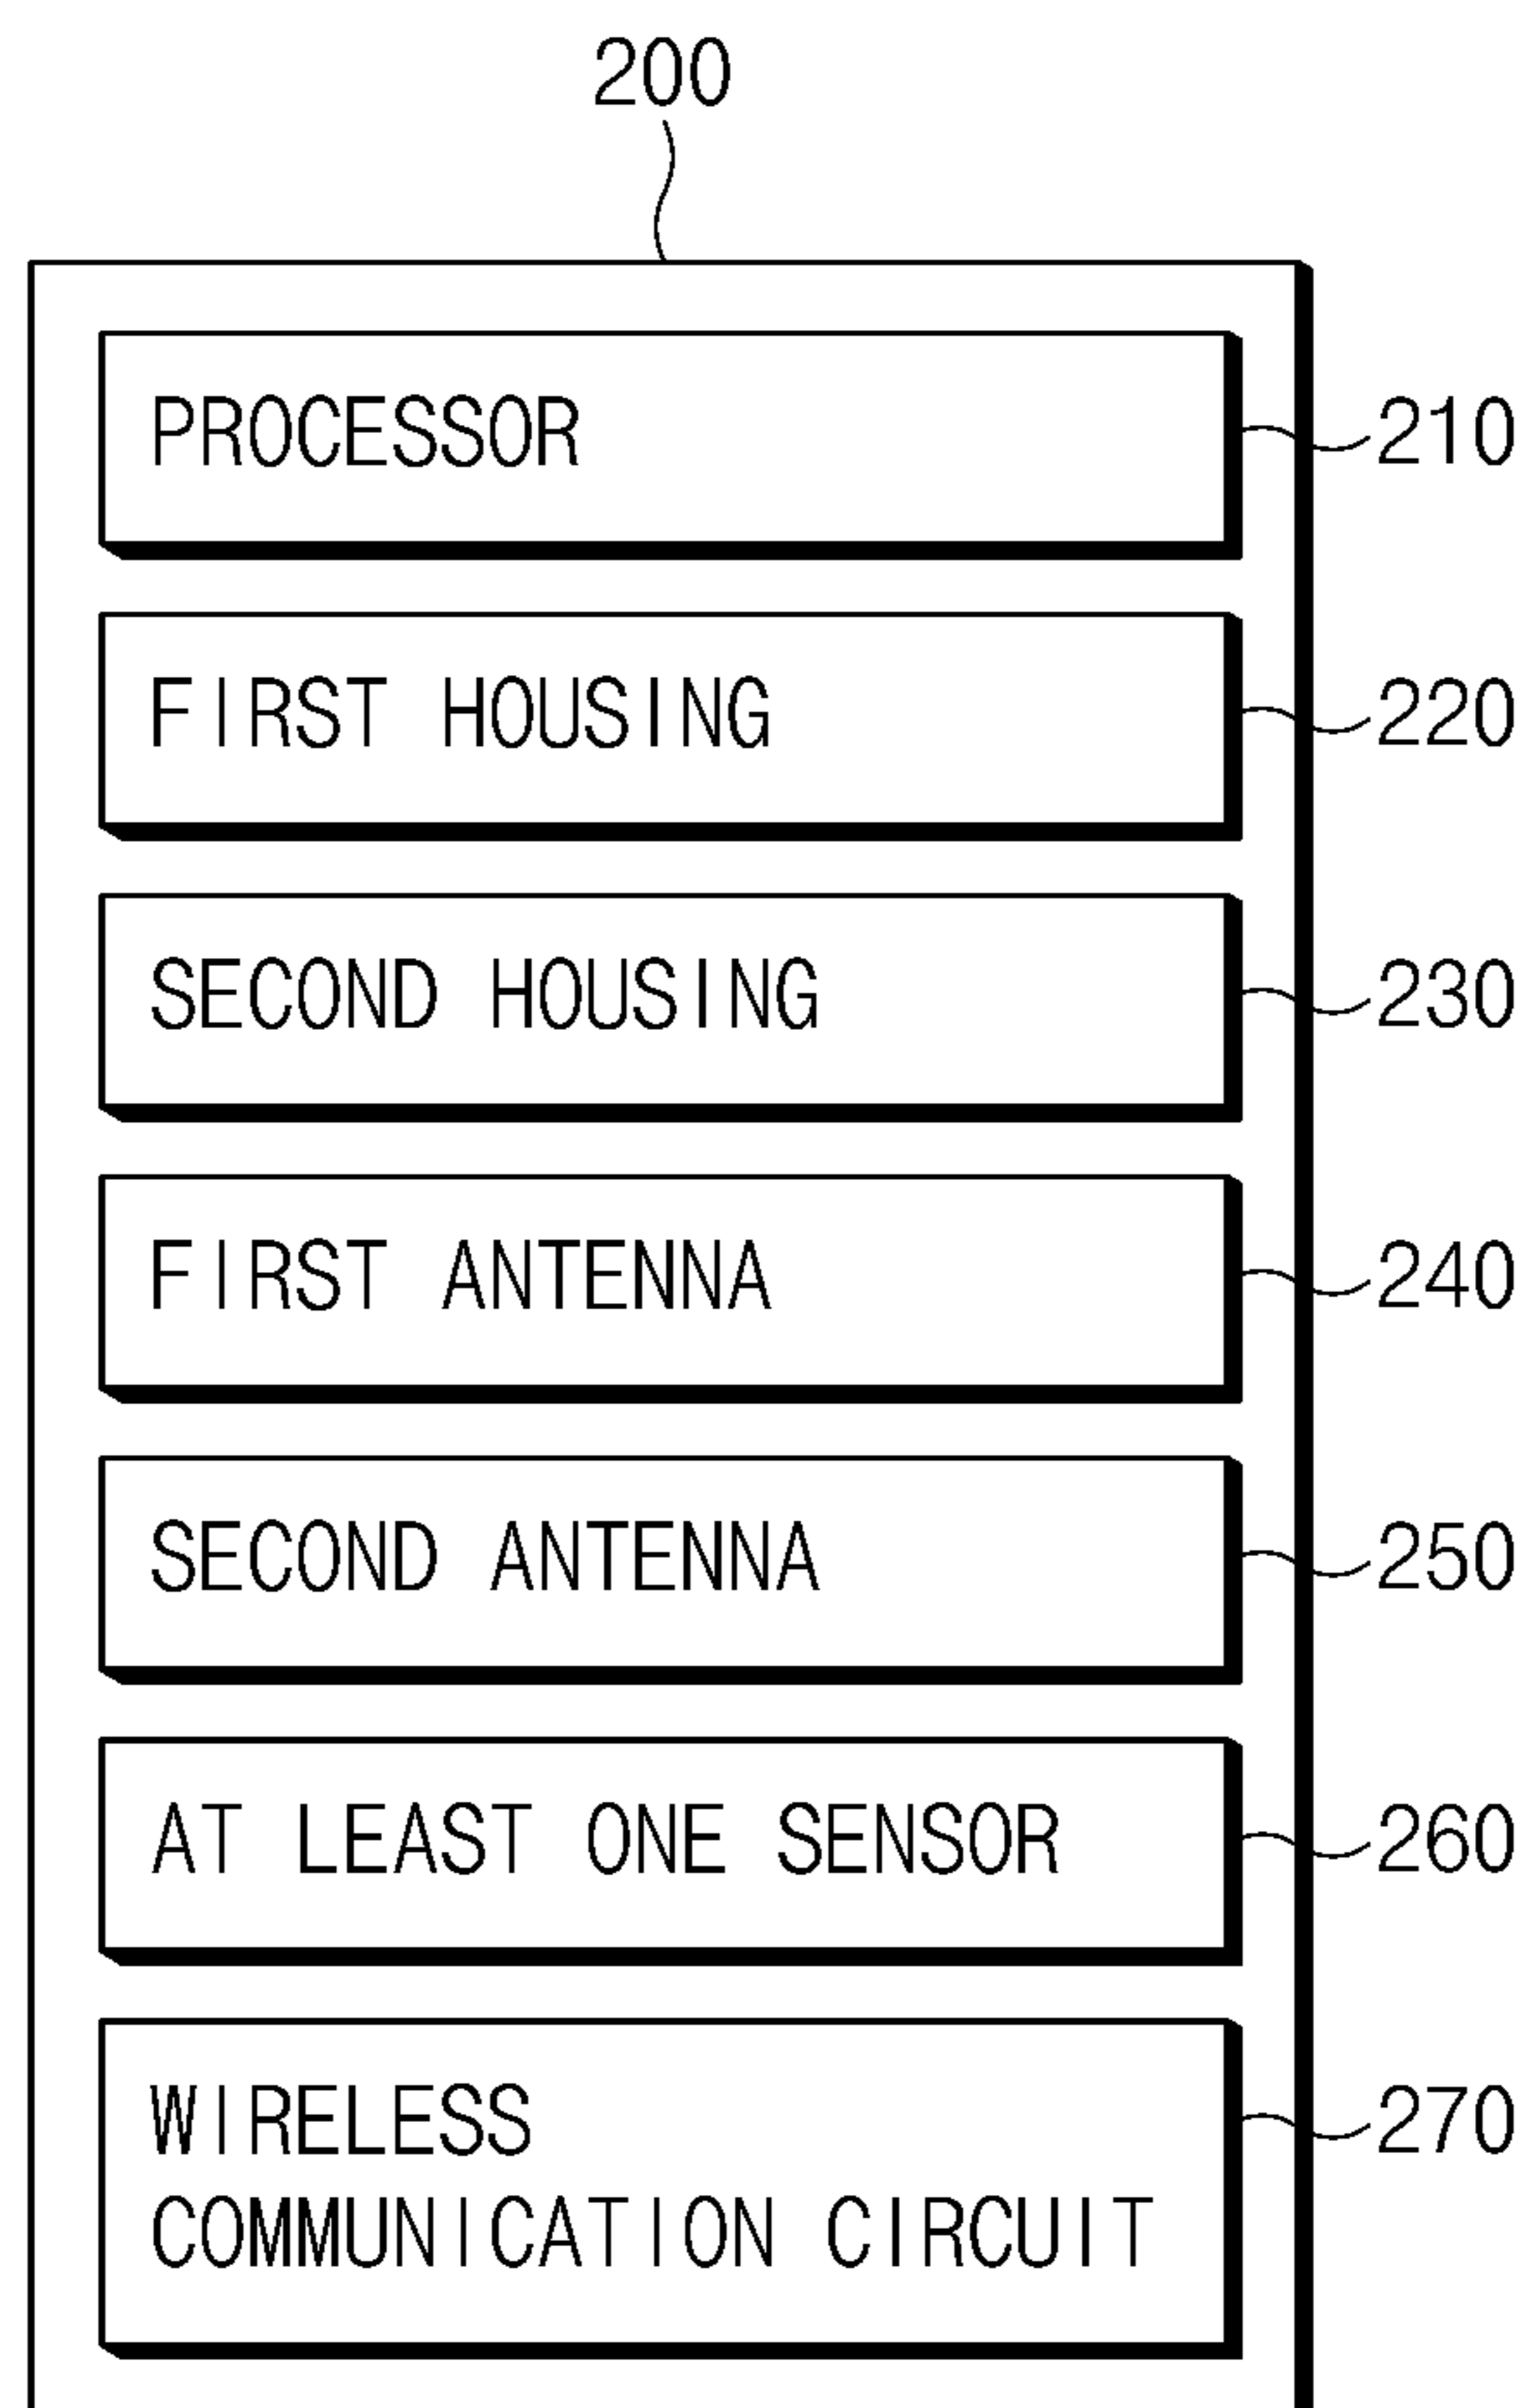 200
PROCESSOR
210
FIRST HOUSING
220
SECOND HOUSING
230
FIRST ANTENNA
240
SECOND ANTENNA
250
AT LEAST ONE SENSOR
260
WIRELESS
270
COMMUNICATION CIRCUIT